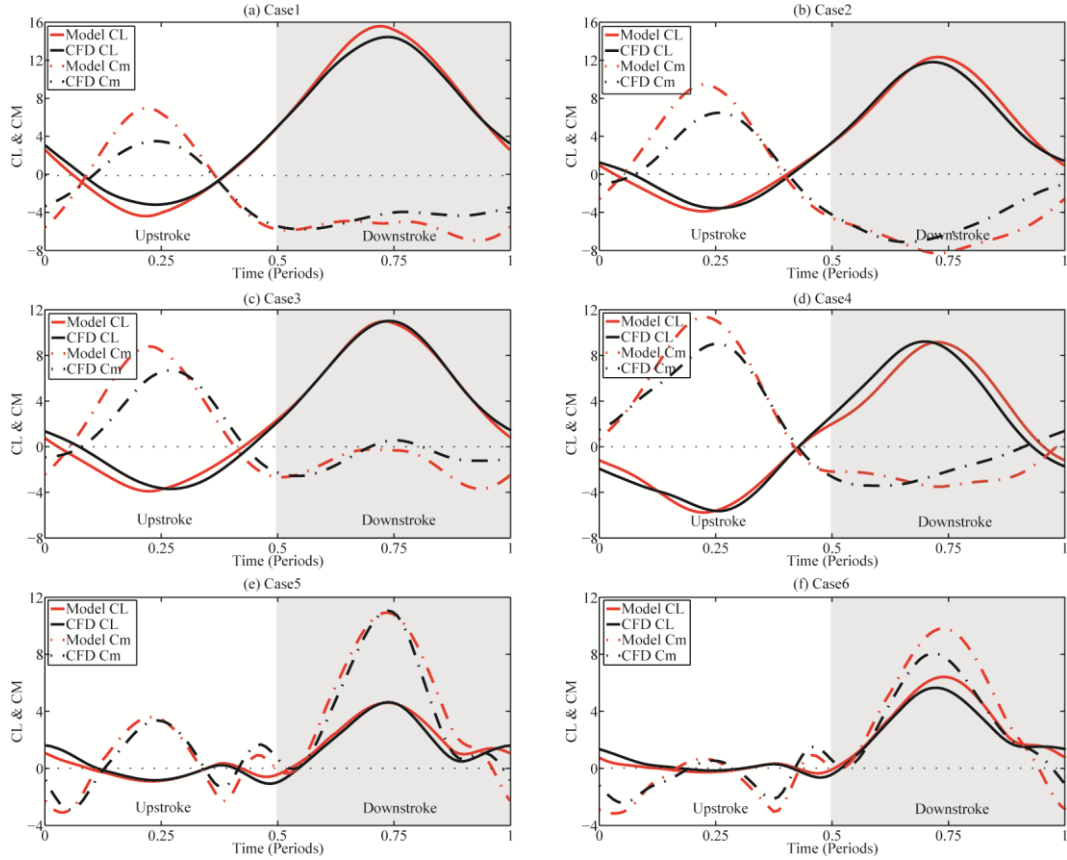 (a) Case1
Model CL
CFD CL
Model Cm
CFD Cm
16
12
8
4
0
−4
−8
CL & CM
Upstroke
Downstroke
0
0.25
0.5
0.75
1
Time (Periods)
(b) Case2
Model CL
CFD CL
Model Cm
CFD Cm
16
12
8
4
0
−4
−8
CL & CM
Upstroke
Downstroke
0
0.25
0.5
0.75
1
Time (Periods)
(c) Case3
Model CL
CFD CL
Model Cm
CFD Cm
12
8
4
0
−4
−8
CL & CM
Upstroke
Downstroke
0
0.25
0.5
0.75
1
Time (Periods)
(d) Case4
Model CL
CFD CL
Model Cm
CFD Cm
12
8
4
0
−4
−8
CL & CM
Upstroke
Downstroke
0
0.25
0.5
0.75
1
Time (Periods)
(e) Case5
Model CL
CFD CL
Model Cm
CFD Cm
12
8
4
0
−4
CL & CM
Upstroke
Downstroke
0
0.25
0.5
0.75
1
Time (Periods)
(f) Case6
Model CL
CFD CL
Model Cm
CFD Cm
12
8
4
0
−4
CL & CM
Upstroke
Downstroke
0
0.25
0.5
0.75
1
Time (Periods)